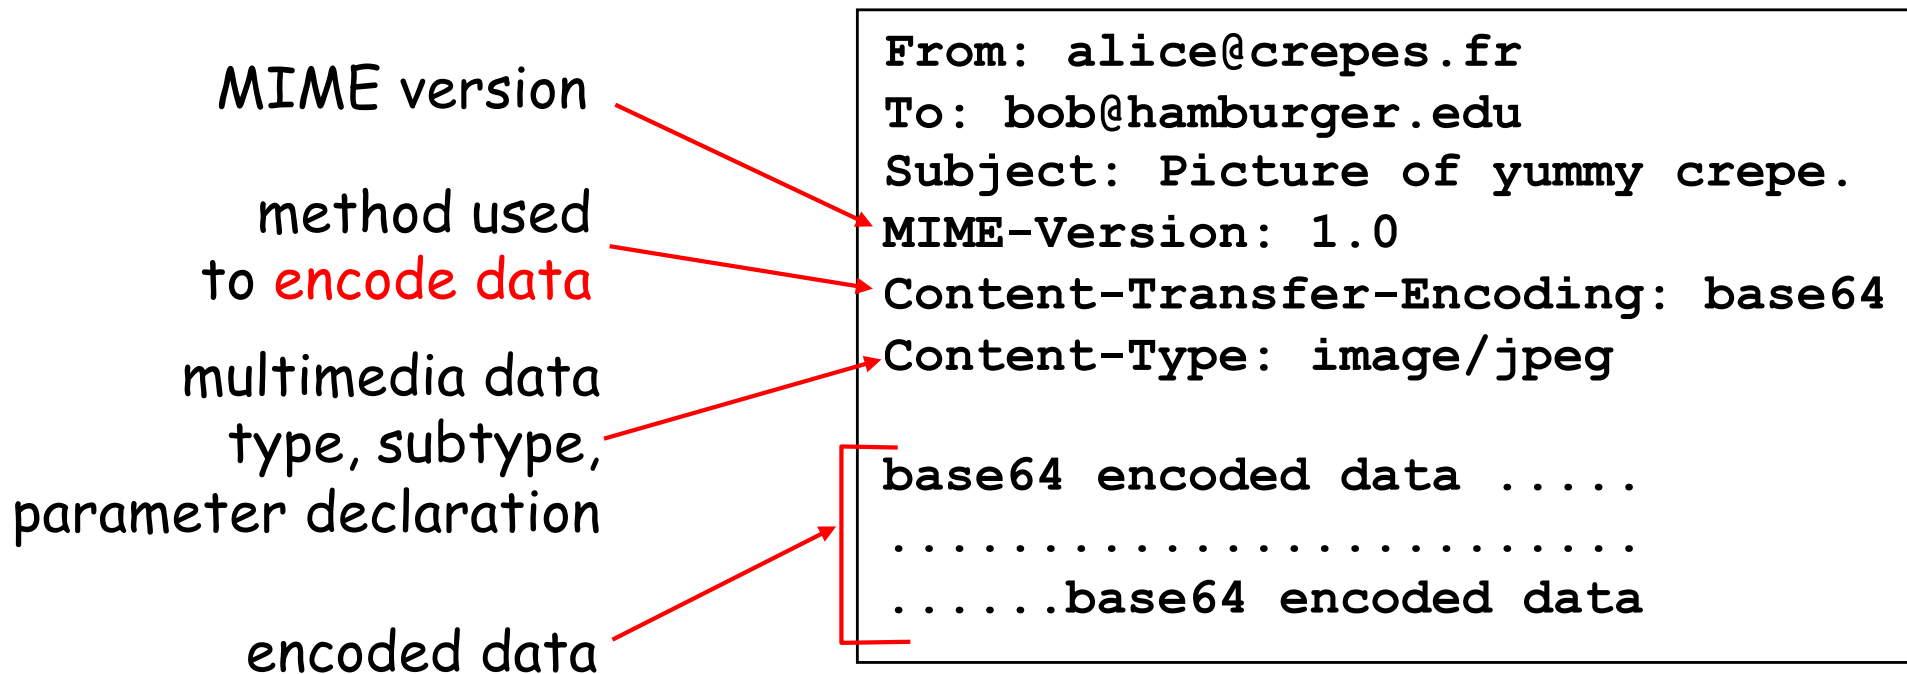 MIME version
method used
to encode data
multimedia data
type, subtype,
parameter declaration
encoded data
From: alice@crepes.fr
To: bob@hamburger.edu
Subject: Picture of yummy crepe.
MIME-Version: 1.0
Content-Transfer-Encoding: base64
Content-Type: image/jpeg
base64 encoded data .....
.........................
......base64 encoded data